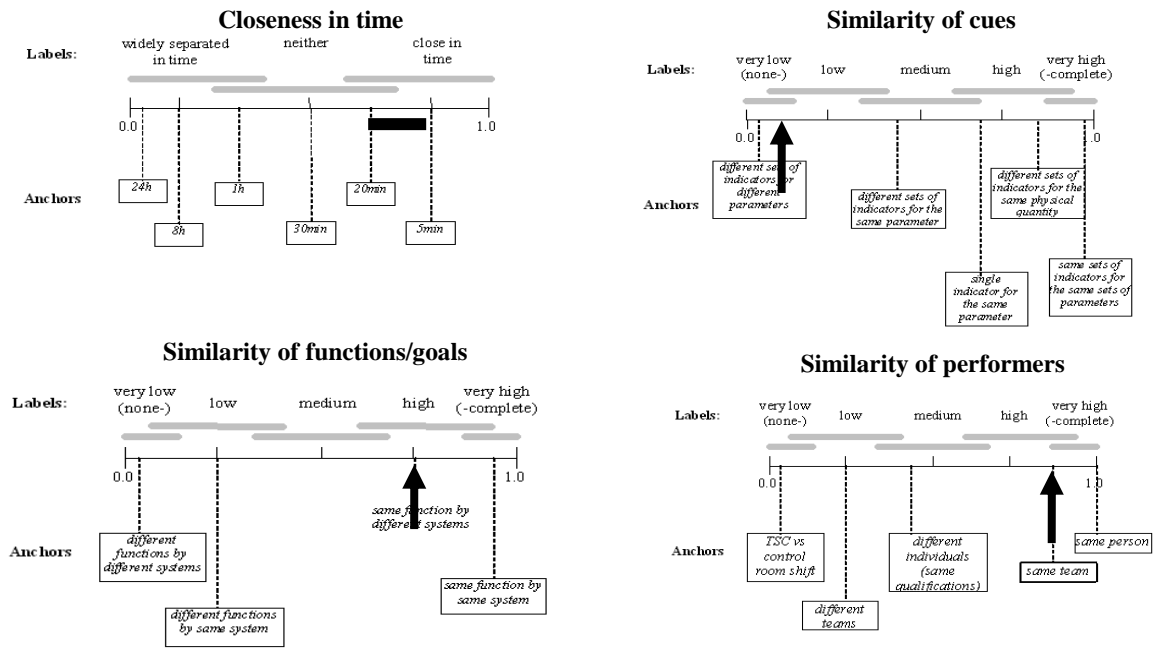 Closeness in time
Labels:
widely separated
in time
neither
close in
time
0.0
1.0
Anchors
24h
8h
1h
30min
20min
5min
Similarity of cues
Labels:
very low
(none-)
low
medium
high
very high
(-complete)
0.0
.0
Anchors
different sets of
indicators for
different
parameters
different sets of
indicators for the
same parameter
single
indicator for
the same
parameter
different sets of
indicators for the
same physical
quantity
same sets of
indicators for
the same sets of
parameters
Similarity of functions/goals
Labels:
very low
(none-)
low
medium
high
very high
(-complete)
0.0
1.0
Anchors
different
functions by
different systems
different functions
by same system
same function by
different systems
same function by
same system
Similarity of performers
Labels:
very low
(none-)
low
medium
high
very high
(-complete)
0.0
1.0
Anchors
TSC vs
control
room shift
different
teams
different
individuals
(same
qualifications)
same team
same person